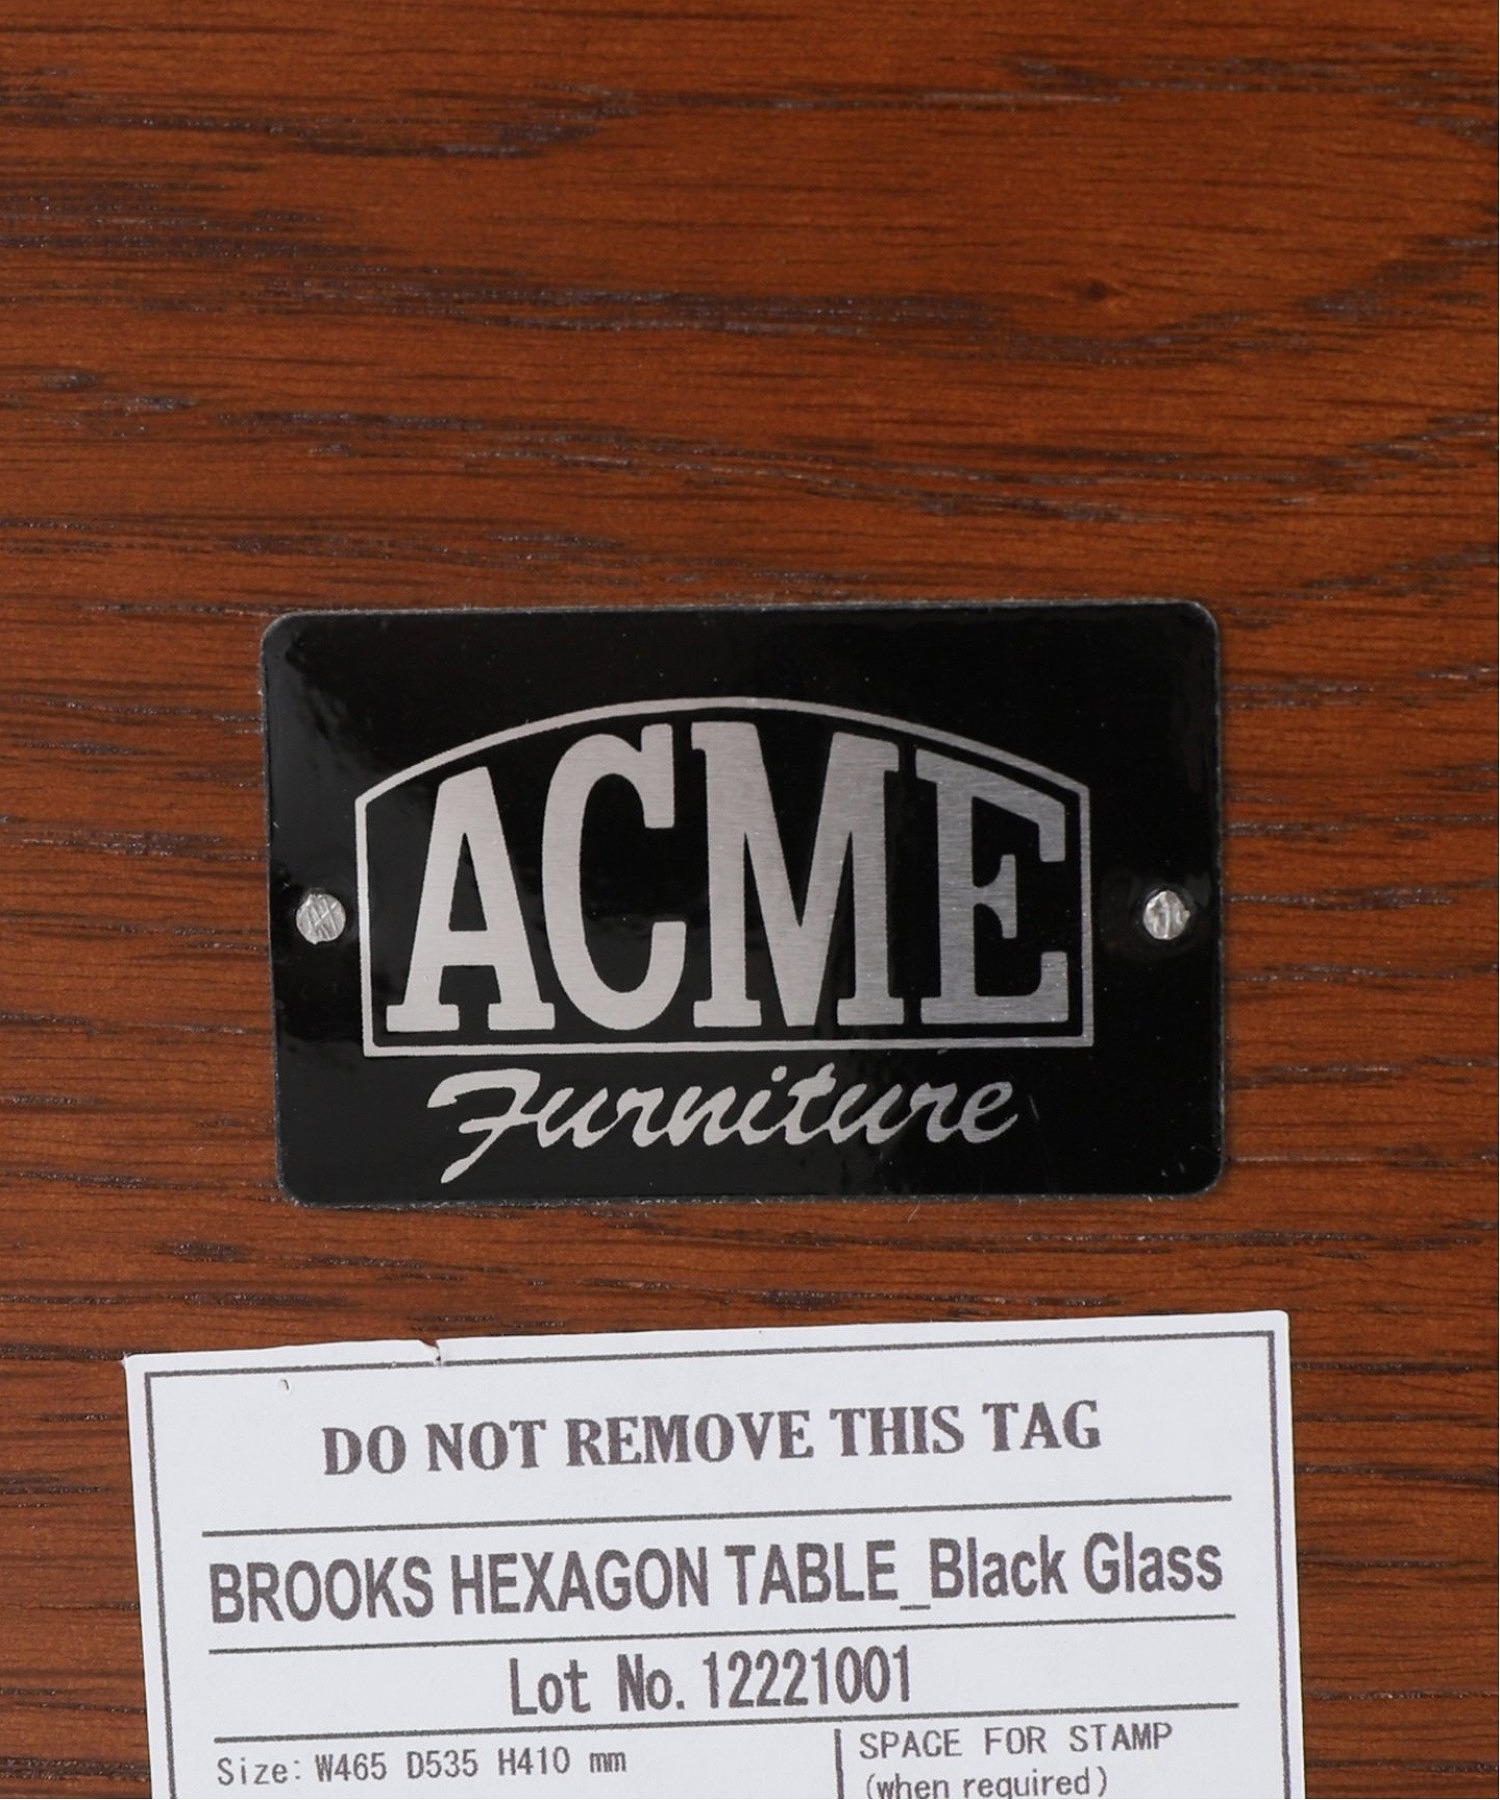 ACME
Furniture
DO NOT REMOVE THIS TAG
BROOKS HEXAGON TABLE_Black Glass
Lot No. 12221001
Size: W465 D535 H410 mm
SPACE FOR STAMP
(when required)